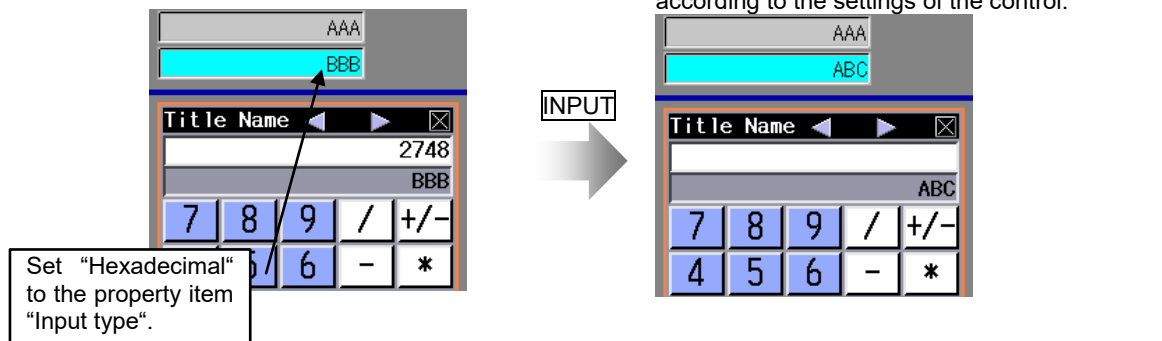 according to the settings of the control.
AAA
BBB
Title Name
2748
BBB
7 8 9 / +/-
6 - *
Set "Hexadecimal"
to the property item
"Input type".
INPUT
AAA
ABC
Title Name
ABC
7 8 9 / +/-
4 5 6 - *